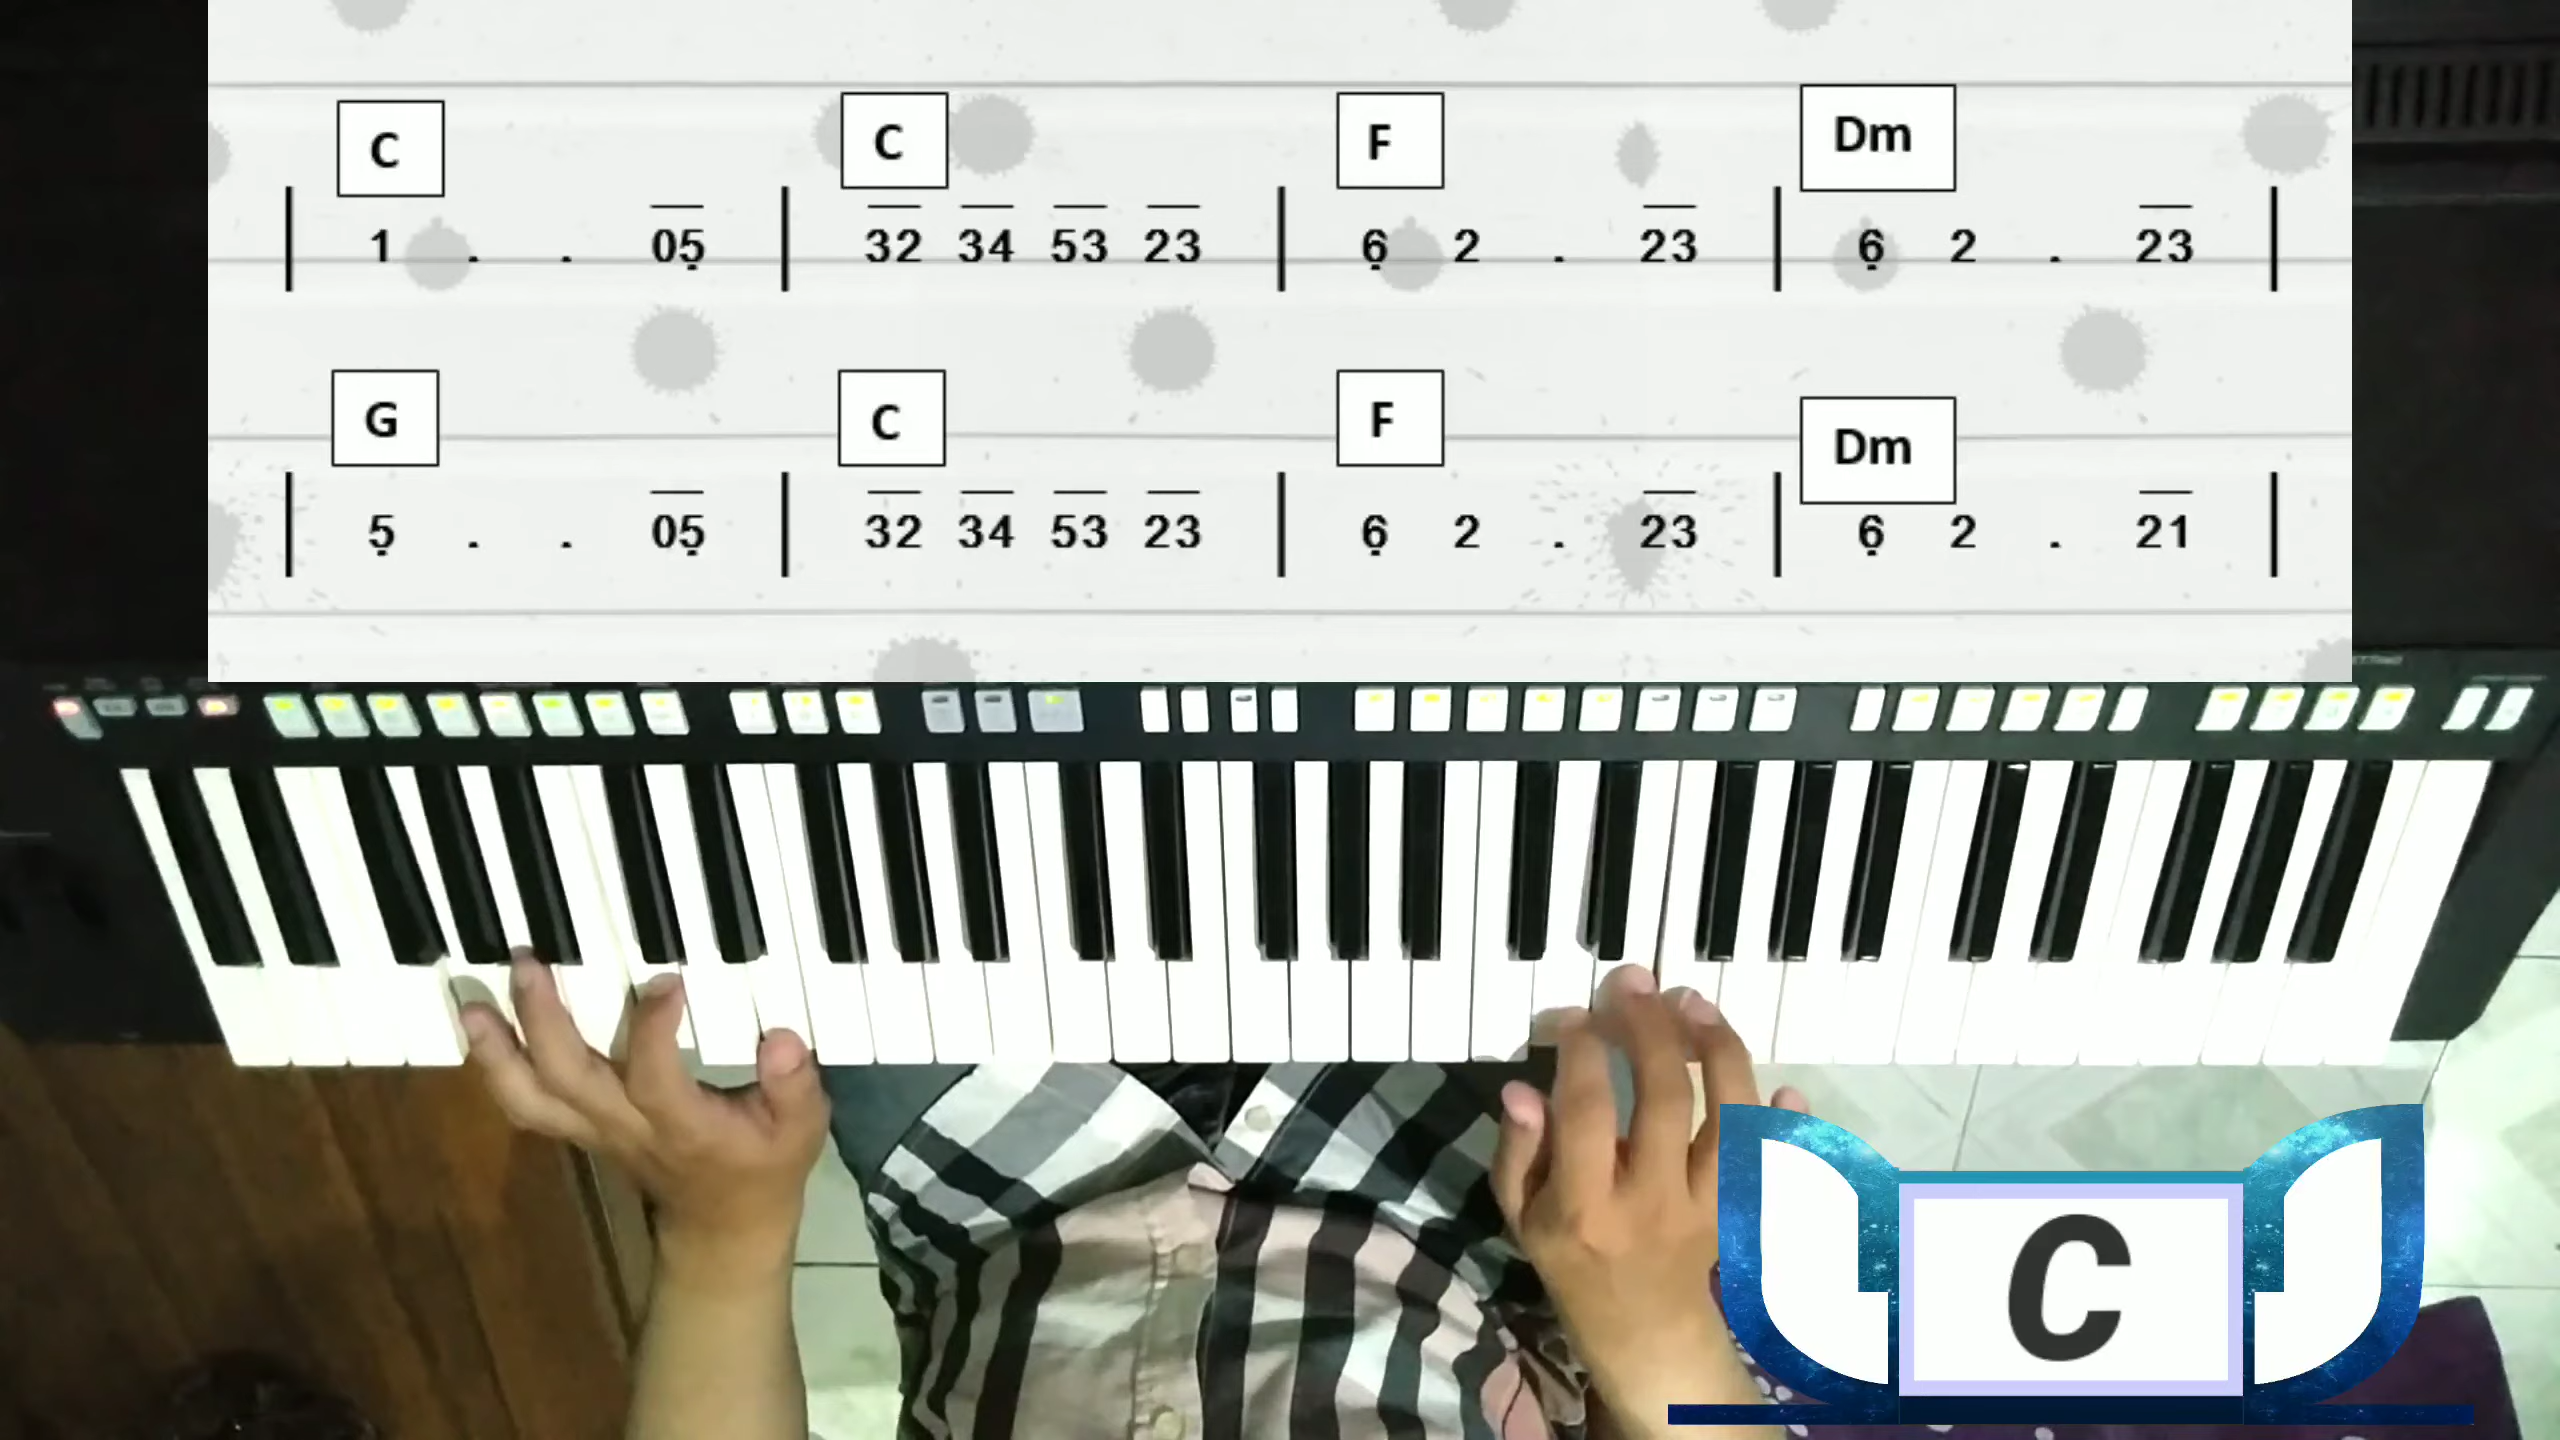 C C F Dm
| 1 . . 05̣ | 32 34 53 23 | 6̣ 2 . 23 | 6̣ 2 . 23 |
G C F Dm
| 5̣ . . 05̣ | 32 34 53 23 | 6̣ 2 . 23 | 6̣ 2 . 21 |
C